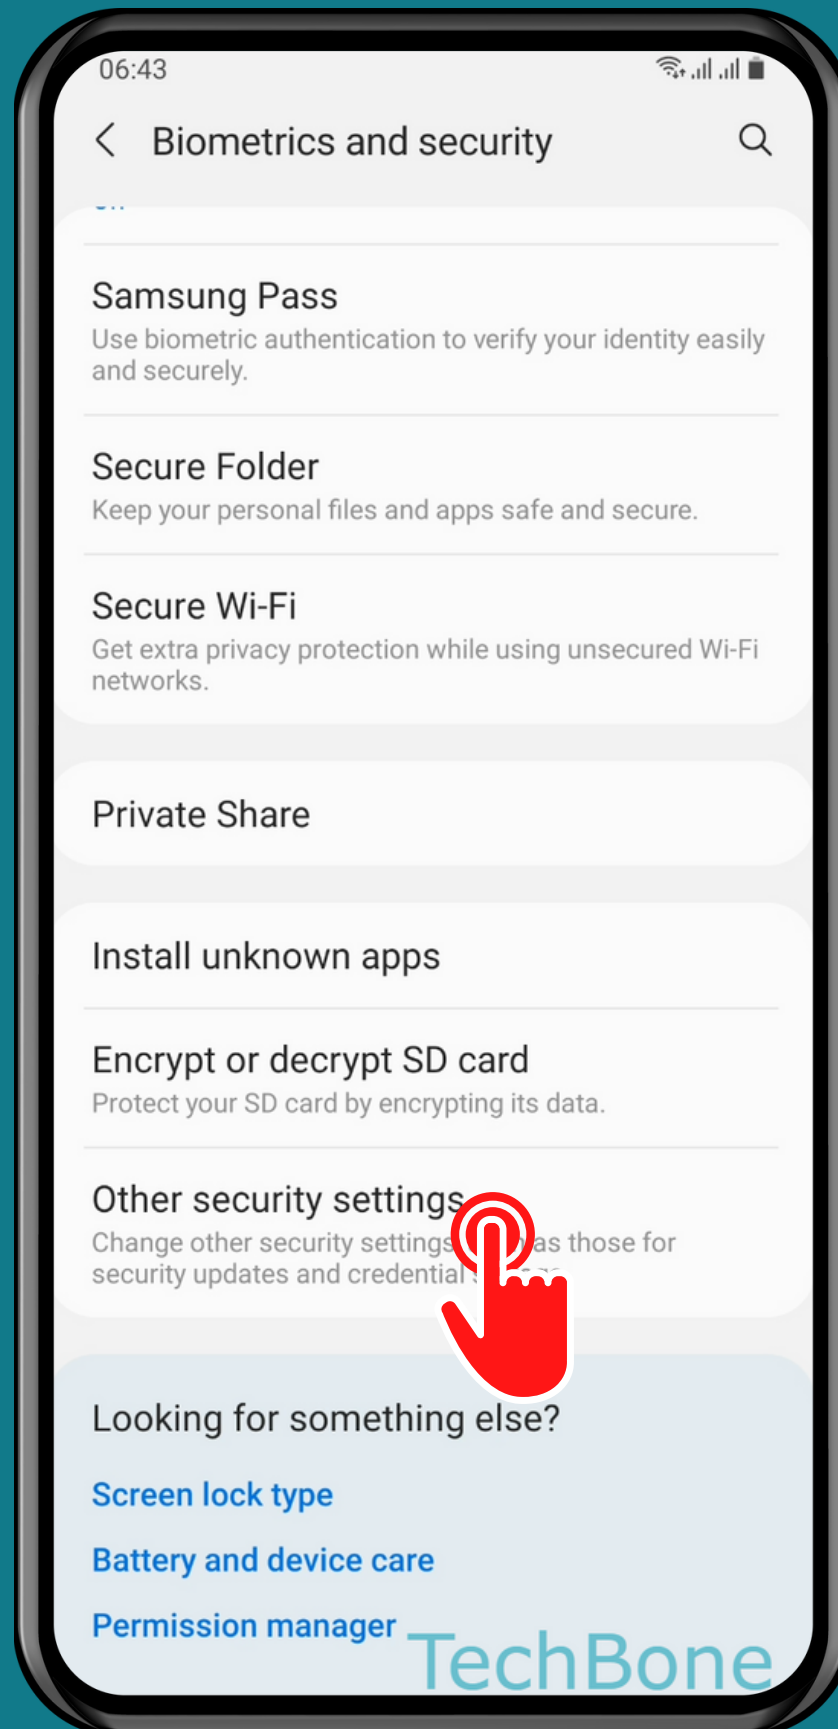 06:43
Biometrics and security
Samsung Pass
Use biometric authentication to verify your identity easily
and securely.
Secure Folder
Keep your personal files and apps safe and secure.
Secure Wi-Fi
Get extra privacy protection while using unsecured Wi-Fi
networks.
Private Share
Install unknown apps
Encrypt or decrypt SD card
Protect your SD card by encrypting its data.
Other security settings
Change other security settings as those for
security updates and credential
Looking for something else?
Screen lock type
Battery and device care
Permission manager
TechBone